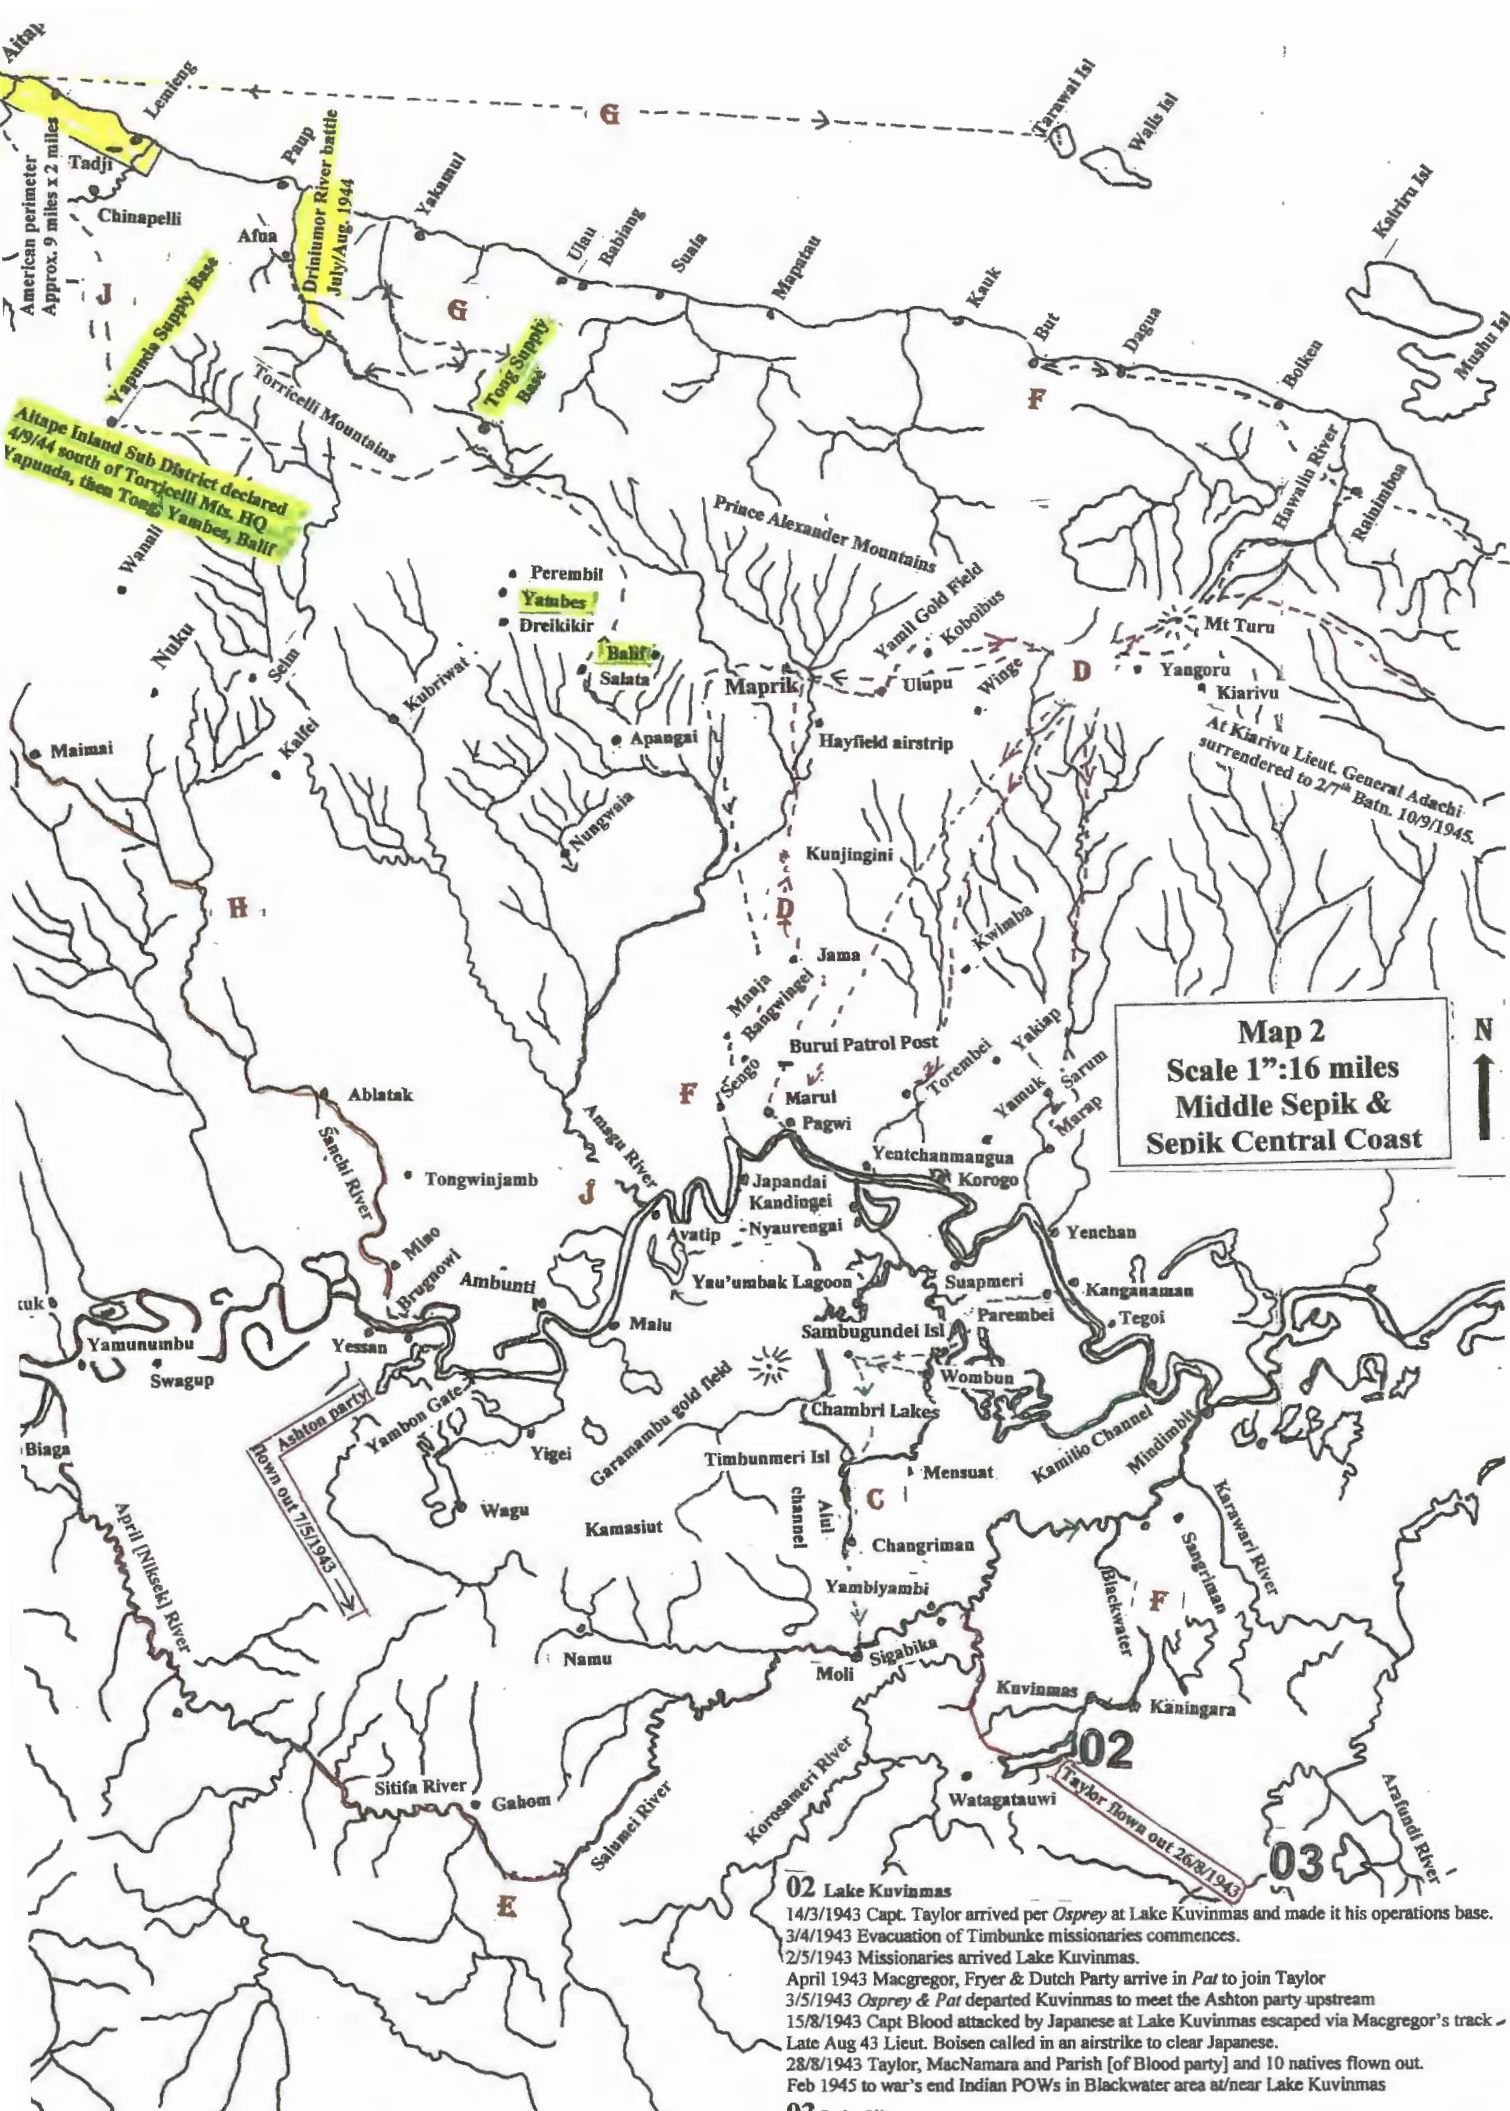 Aitap
Lemieng
Tadji
Chinapelli
American perimeter
Approx. 9 miles x 2 miles
Paup
Afua
Driniumor River battle
July/Aug. 1944
Yakamul
Ulau
Babiang
Suain
Mapatau
Kauk
But
Dagua
Boiken
Tarawai Isl
Walis Isl
Kairiru Isl
Mushu Isl
G
G
J
F
Yapunda Supply Base
Tong Supply
Base
Torricelli Mountains
Aitape Inland Sub District declared
4/9/44 south of Torricelli Mts. HQ
Yapunda, then Tong, Yambes, Balif
Wanali
Prince Alexander Mountains
Hawain River
Rainimboa
Perembil
Yambes
Dreikikir
Balif
Salata
Nuku
Seim
Kubriwat
Kaifei
Maimai
Apangai
Nungwaia
Maprik
Yamil Gold Field
Koboibus
Ulupu
Winge
D
Mt Turu
Yangoru
Kiarivu
Hayfield airstrip
At Kiarivu Lieut. General Adachi
surrendered to 2/7th Batn. 10/9/1945.
Kunjingini
H
D
Kwimba
Jama
Manja
Bangwingei
Burui Patrol Post
Sengo
F
Marui
Pagwi
Torembei
Yakiap
Yamuk
Sarum
Marap
Map 2
Scale 1”:16 miles
Middle Sepik &
Sepik Central Coast
N
Ablatak
Sanchi River
Tongwinjamb
Amagu River
J
Yentchanmangua
Korogo
Japandai
Kandingei
Nyaurengai
Avatip
Yenchan
Mino
Brugnowi
Ambunti
Yau'umbak Lagoon
Suapmeri
Kanganaman
Parembei
Tegoi
Malu
Sambugundei Isl
Yessan
Yamunumbu
Swagup
Wombun
Chambri Lakes
Garamambu gold field
Ashton party
flown out 7/5/1943
Yambon Gate
Yigei
Wagu
Biaga
Timbunmeri Isl
Mensuat
Kamilio Channel
Mindimbit
C
Aiui
channel
Kamasiut
Changriman
Yambiyambi
April [Niksek] River
Karawari River
Sangriman
Blackwater
F
Namu
Moli
Sigabika
Kuvinmas
Kaningara
02
Watagatauwi
Taylor flown out 26/8/1943
03
Arafundi River
Korosameri River
Sitifa River
Gahom
Salumei River
E
02 Lake Kuvinmas
14/3/1943 Capt. Taylor arrived per Osprey at Lake Kuvinmas and made it his operations base.
3/4/1943 Evacuation of Timbunke missionaries commences.
2/5/1943 Missionaries arrived Lake Kuvinmas.
April 1943 Macgregor, Fryer & Dutch Party arrive in Pat to join Taylor
3/5/1943 Osprey & Pat departed Kuvinmas to meet the Ashton party upstream
15/8/1943 Capt Blood attacked by Japanese at Lake Kuvinmas escaped via Macgregor's track
Late Aug 43 Lieut. Boisen called in an airstrike to clear Japanese.
28/8/1943 Taylor, MacNamara and Parish [of Blood party] and 10 natives flown out.
Feb 1945 to war's end Indian POWs in Blackwater area at/near Lake Kuvinmas